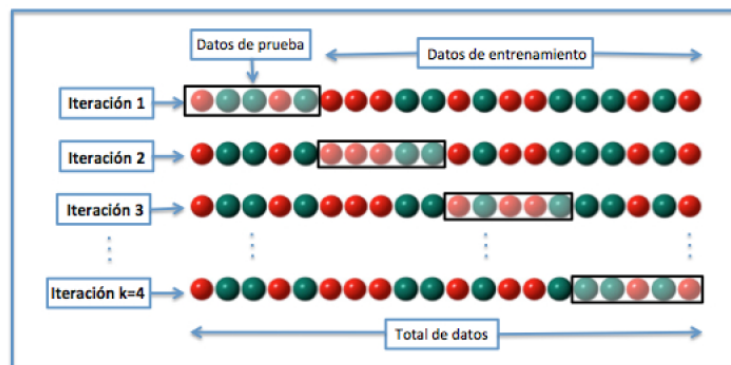 Datos de prueba
Datos de entrenamiento
Iteración 1
Iteración 2
Iteración 3
Iteración k=4
Total de datos